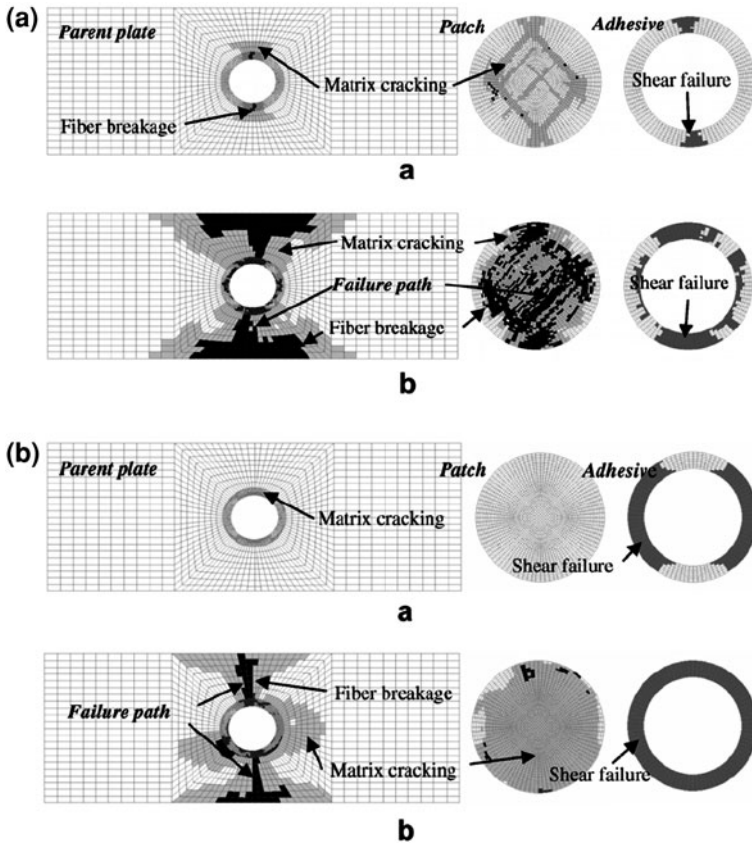 (a)
Parent plate
Patch
Adhesive
Matrix cracking
Shear failure
Fiber breakage
a
Matrix cracking
Failure path
Shear failure
Fiber breakage
b
(b)
Parent plate
Patch
Adhesive
Matrix cracking
Shear failure
a
Fiber breakage
Failure path
Matrix cracking
Shear failure
b